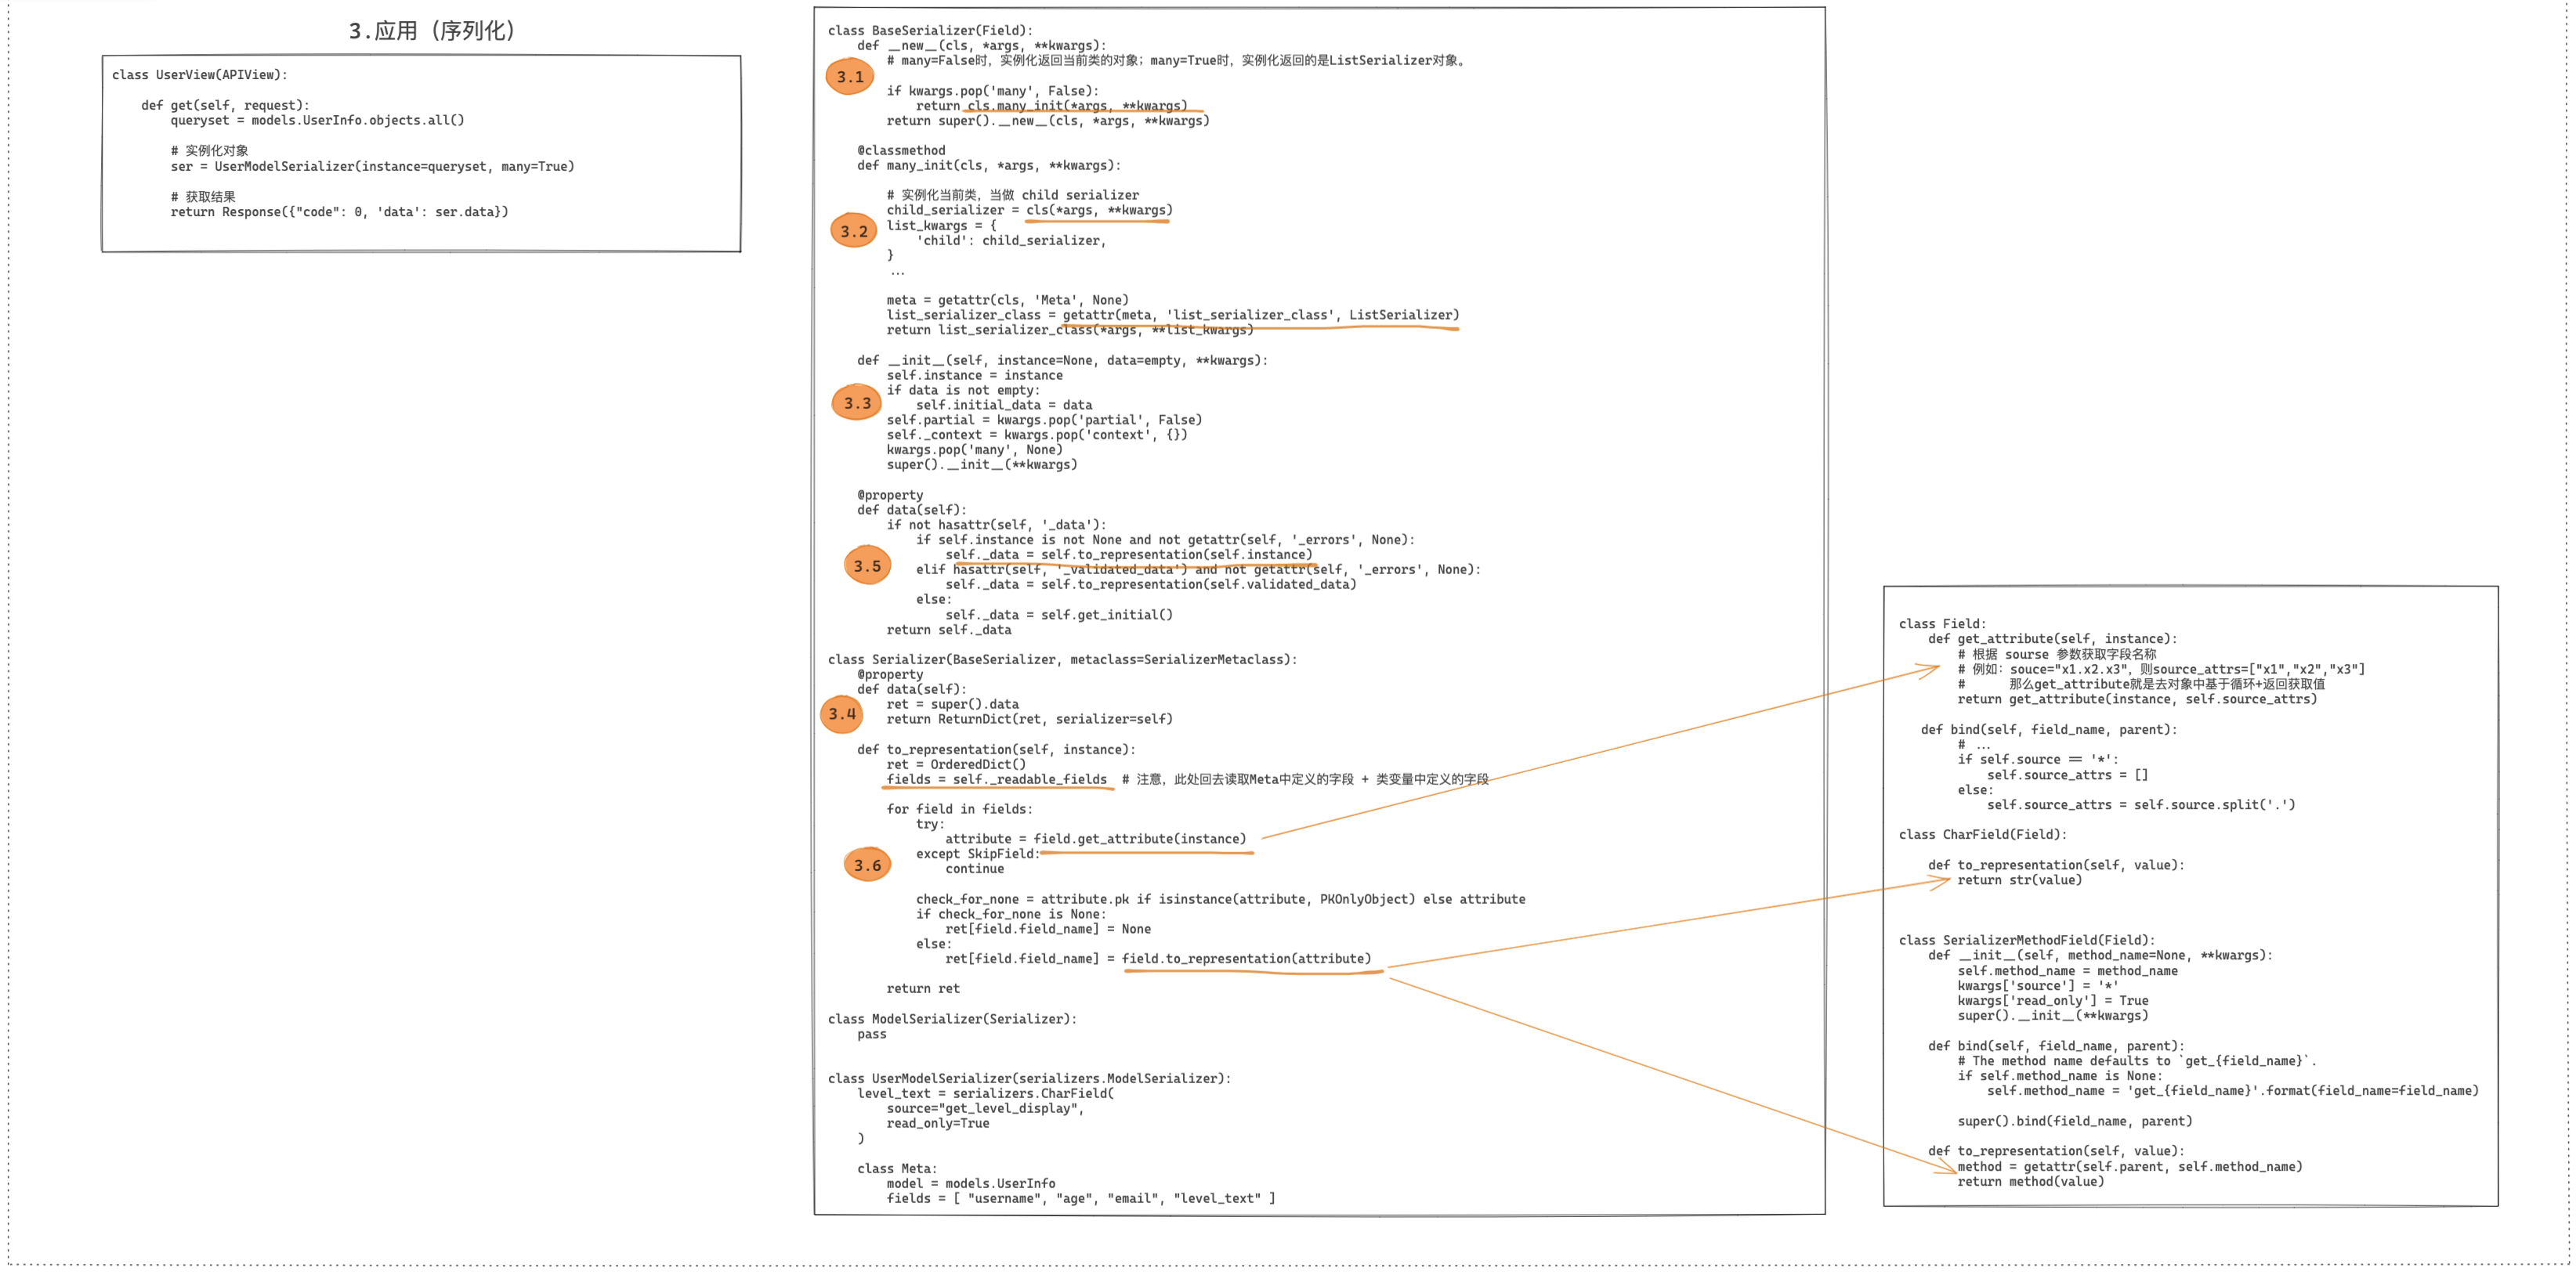 3.应用（序列化）
class UserView(APIView):
    def get(self, request):
        queryset = models.UserInfo.objects.all()
        # 实例化对象
        ser = UserModelSerializer(instance=queryset, many=True)
        # 获取结果
        return Response({"code": 0, 'data': ser.data})
class BaseSerializer(Field):
    def __new__(cls, *args, **kwargs):
        # many=False时，实例化返回当前类的对象；many=True时，实例化返回的是ListSerializer对象。
3.1
        if kwargs.pop('many', False):
            return cls.many_init(*args, **kwargs)
        return super().__new__(cls, *args, **kwargs)
    @classmethod
    def many_init(cls, *args, **kwargs):
        # 实例化当前类，当做 child serializer
        child_serializer = cls(*args, **kwargs)
3.2
        list_kwargs = {
            'child': child_serializer,
        }
        ...
        meta = getattr(cls, 'Meta', None)
        list_serializer_class = getattr(meta, 'list_serializer_class', ListSerializer)
        return list_serializer_class(*args, **list_kwargs)
    def __init__(self, instance=None, data=empty, **kwargs):
        self.instance = instance
        if data is not empty:
3.3
            self.initial_data = data
        self.partial = kwargs.pop('partial', False)
        self._context = kwargs.pop('context', {})
        kwargs.pop('many', None)
        super().__init__(**kwargs)
    @property
    def data(self):
        if not hasattr(self, '_data'):
            if self.instance is not None and not getattr(self, '_errors', None):
                self._data = self.to_representation(self.instance)
3.5
            elif hasattr(self, '_validated_data') and not getattr(self, '_errors', None):
                self._data = self.to_representation(self.validated_data)
            else:
                self._data = self.get_initial()
        return self._data
class Serializer(BaseSerializer, metaclass=SerializerMetaclass):
    @property
    def data(self):
3.4
        ret = super().data
        return ReturnDict(ret, serializer=self)
    def to_representation(self, instance):
        ret = OrderedDict()
        fields = self._readable_fields  # 注意，此处回去读取Meta中定义的字段 + 类变量中定义的字段
        for field in fields:
            try:
                attribute = field.get_attribute(instance)
            except SkipField:
3.6
                continue
            check_for_none = attribute.pk if isinstance(attribute, PKOnlyObject) else attribute
            if check_for_none is None:
                ret[field.field_name] = None
            else:
                ret[field.field_name] = field.to_representation(attribute)
        return ret
class ModelSerializer(Serializer):
    pass
class UserModelSerializer(serializers.ModelSerializer):
    level_text = serializers.CharField(
        source="get_level_display",
        read_only=True
    )
    class Meta:
        model = models.UserInfo
        fields = [ "username", "age", "email", "level_text" ]
class Field:
    def get_attribute(self, instance):
        # 根据 sourse 参数获取字段名称
        # 例如：souce="x1.x2.x3"，则source_attrs=["x1","x2","x3"]
        #      那么get_attribute就是去对象中基于循环+返回获取值
        return get_attribute(instance, self.source_attrs)
    def bind(self, field_name, parent):
        # ...
        if self.source == '*':
            self.source_attrs = []
        else:
            self.source_attrs = self.source.split('.')
class CharField(Field):
    def to_representation(self, value):
        return str(value)
class SerializerMethodField(Field):
    def __init__(self, method_name=None, **kwargs):
        self.method_name = method_name
        kwargs['source'] = '*'
        kwargs['read_only'] = True
        super().__init__(**kwargs)
    def bind(self, field_name, parent):
        # The method name defaults to `get_{field_name}`.
        if self.method_name is None:
            self.method_name = 'get_{field_name}'.format(field_name=field_name)
        super().bind(field_name, parent)
    def to_representation(self, value):
        method = getattr(self.parent, self.method_name)
        return method(value)